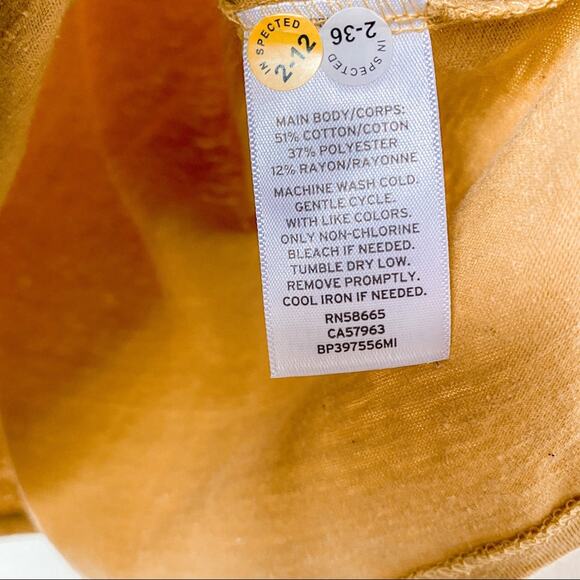 INSPECTED
2-12
INSPECTED
2-36
MAIN BODY/CORPS:
51% COTTON/COTON
37% POLYESTER
12% RAYON/RAYONNE
MACHINE WASH COLD.
GENTLE CYCLE.
WITH LIKE COLORS.
ONLY NON-CHLORINE
BLEACH IF NEEDED.
TUMBLE DRY LOW.
REMOVE PROMPTLY.
COOL IRON IF NEEDED.
RN58665
CA57963
BP397556MI